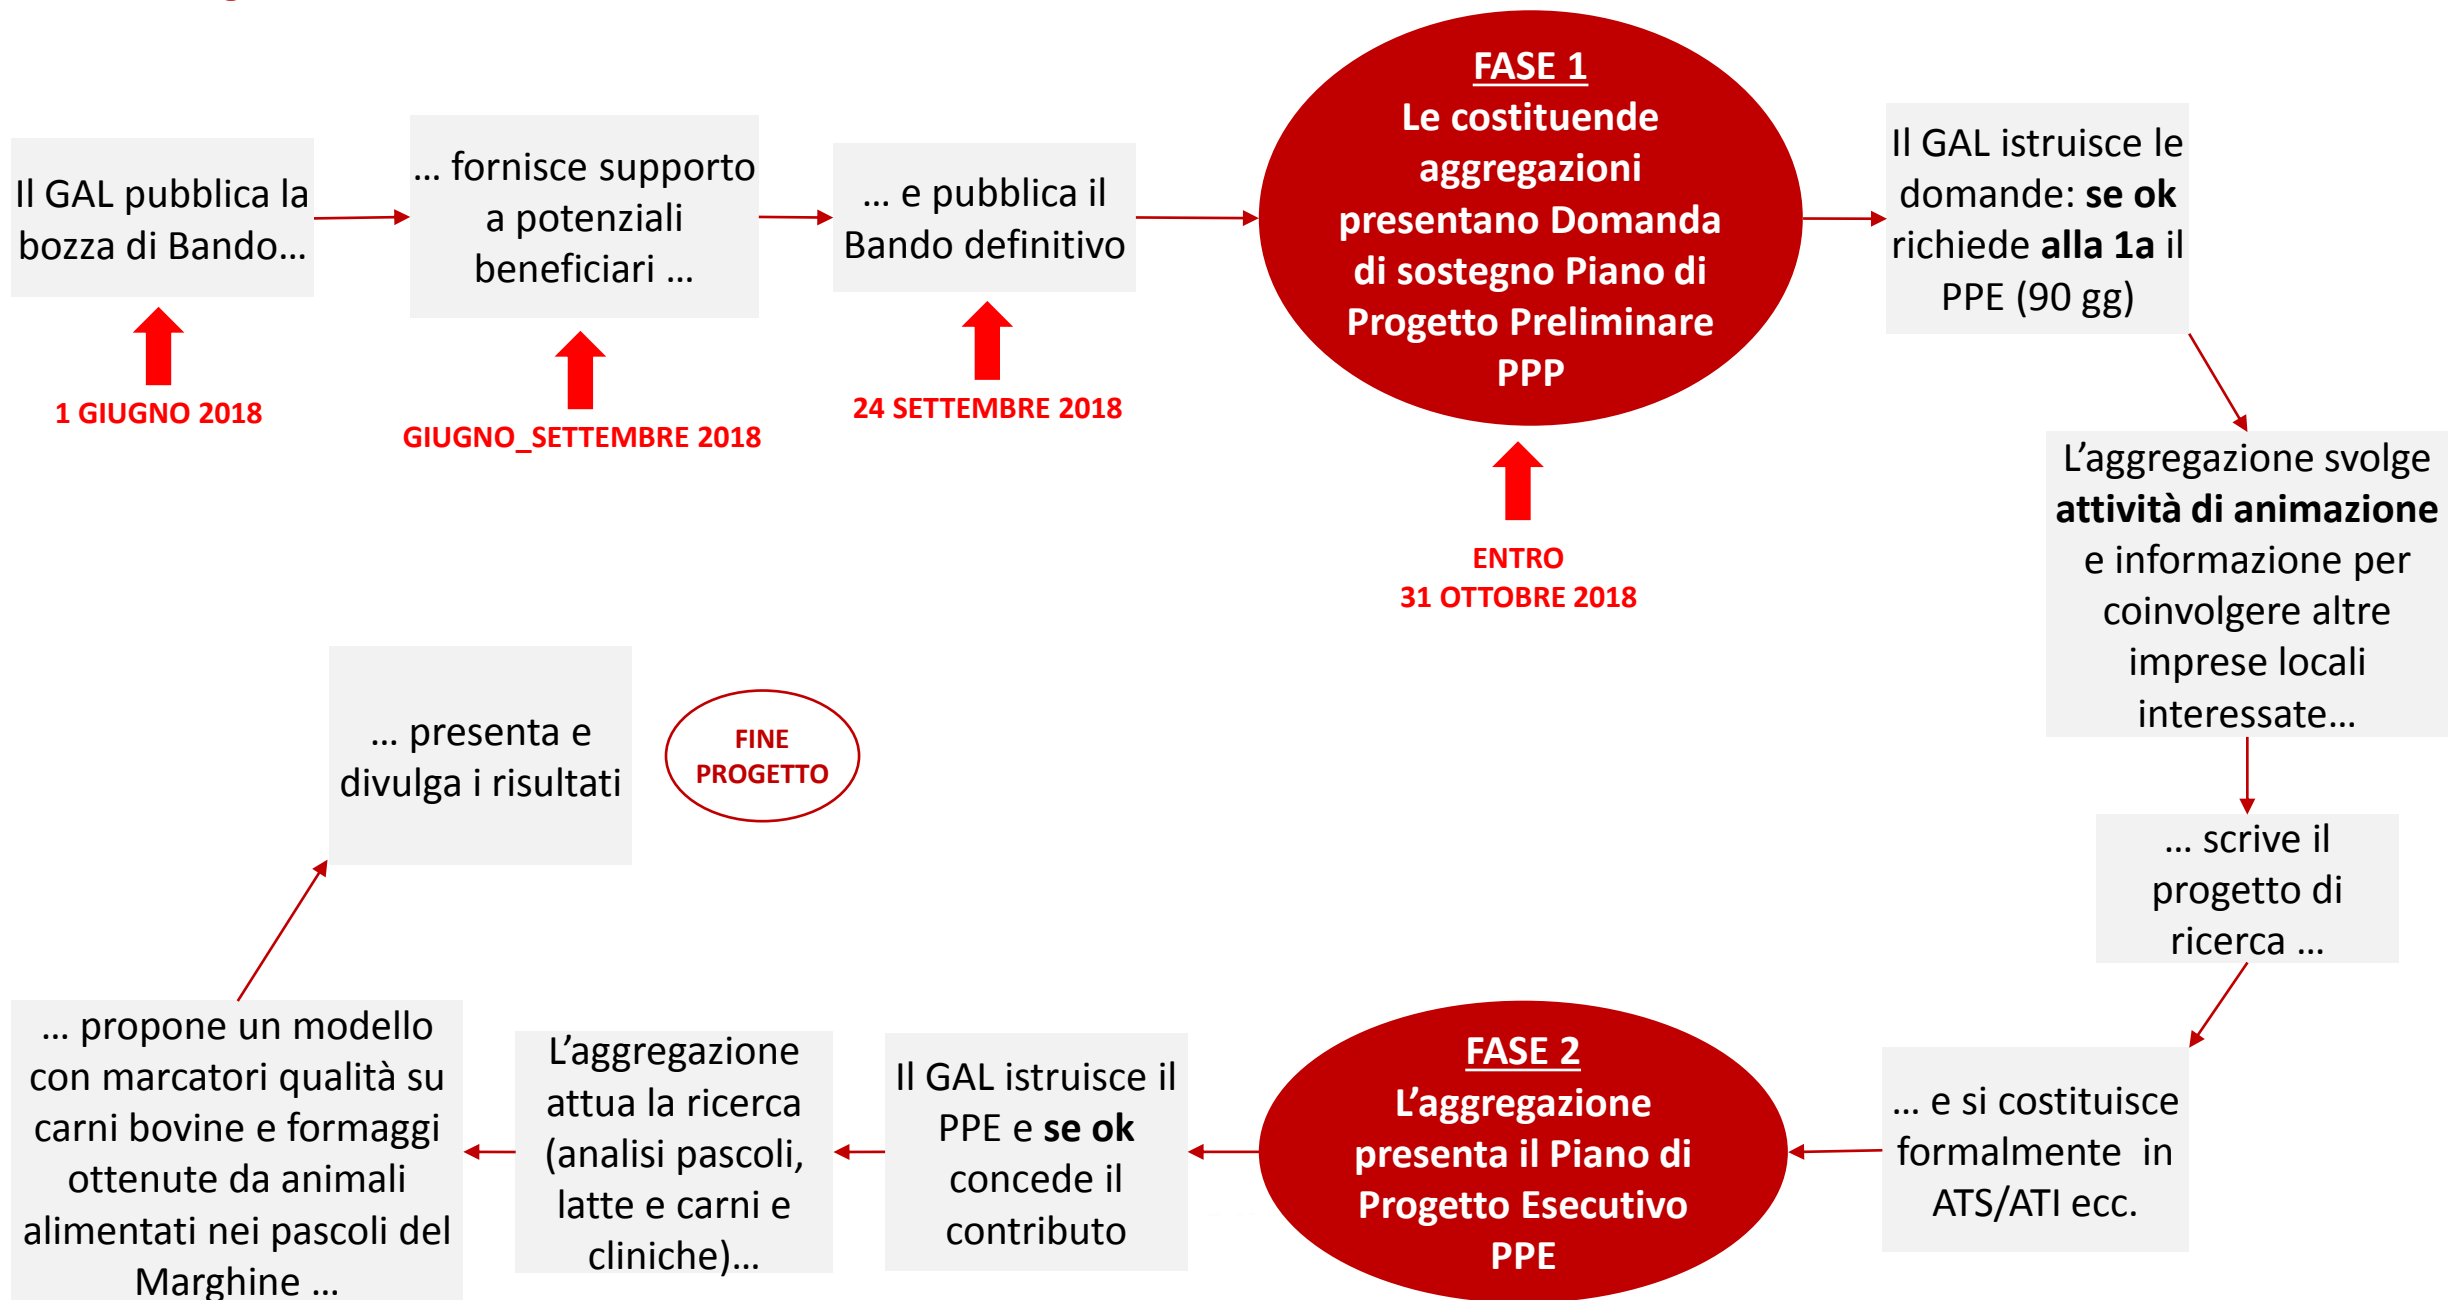 Il GAL pubblica la
bozza di Bando…
1 GIUGNO 2018
… fornisce supporto
a potenziali
beneficiari …
GIUGNO_SETTEMBRE 2018
… e pubblica il
Bando definitivo
24 SETTEMBRE 2018
FASE 1
Le costituende
aggregazioni
presentano Domanda
di sostegno Piano di
Progetto Preliminare
PPP
ENTRO
31 OTTOBRE 2018
Il GAL istruisce le
domande: se ok
richiede alla 1a il
PPE (90 gg)
L’aggregazione svolge
attività di animazione
e informazione per
coinvolgere altre
imprese locali
interessate…
… scrive il
progetto di
ricerca …
… e si costituisce
formalmente in
ATS/ATI ecc.
FASE 2
L’aggregazione
presenta il Piano di
Progetto Esecutivo
PPE
Il GAL istruisce il
PPE e se ok
concede il
contributo
L’aggregazione
attua la ricerca
(analisi pascoli,
latte e carni e
cliniche)…
… propone un modello
con marcatori qualità su
carni bovine e formaggi
ottenute da animali
alimentati nei pascoli del
Marghine …
… presenta e
divulga i risultati
FINE
PROGETTO